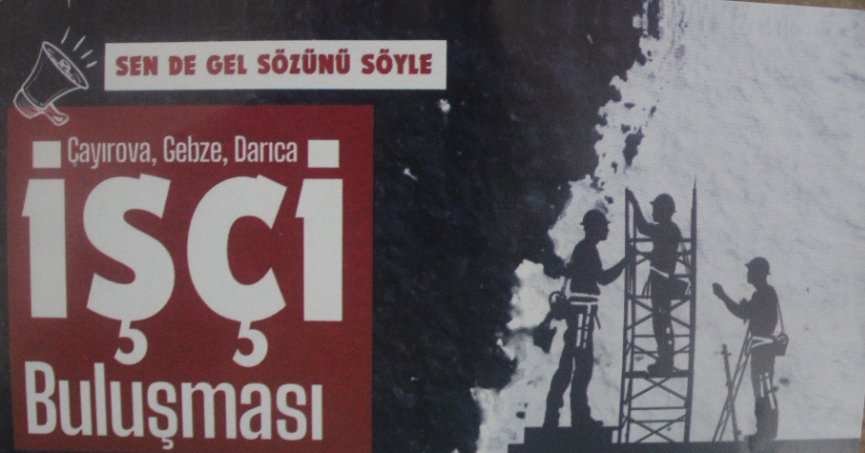 SEN DE GEL SÖZÜNÜ SÖYLE
Çayırova, Gebze, Darıca
İŞÇİ
Buluşması